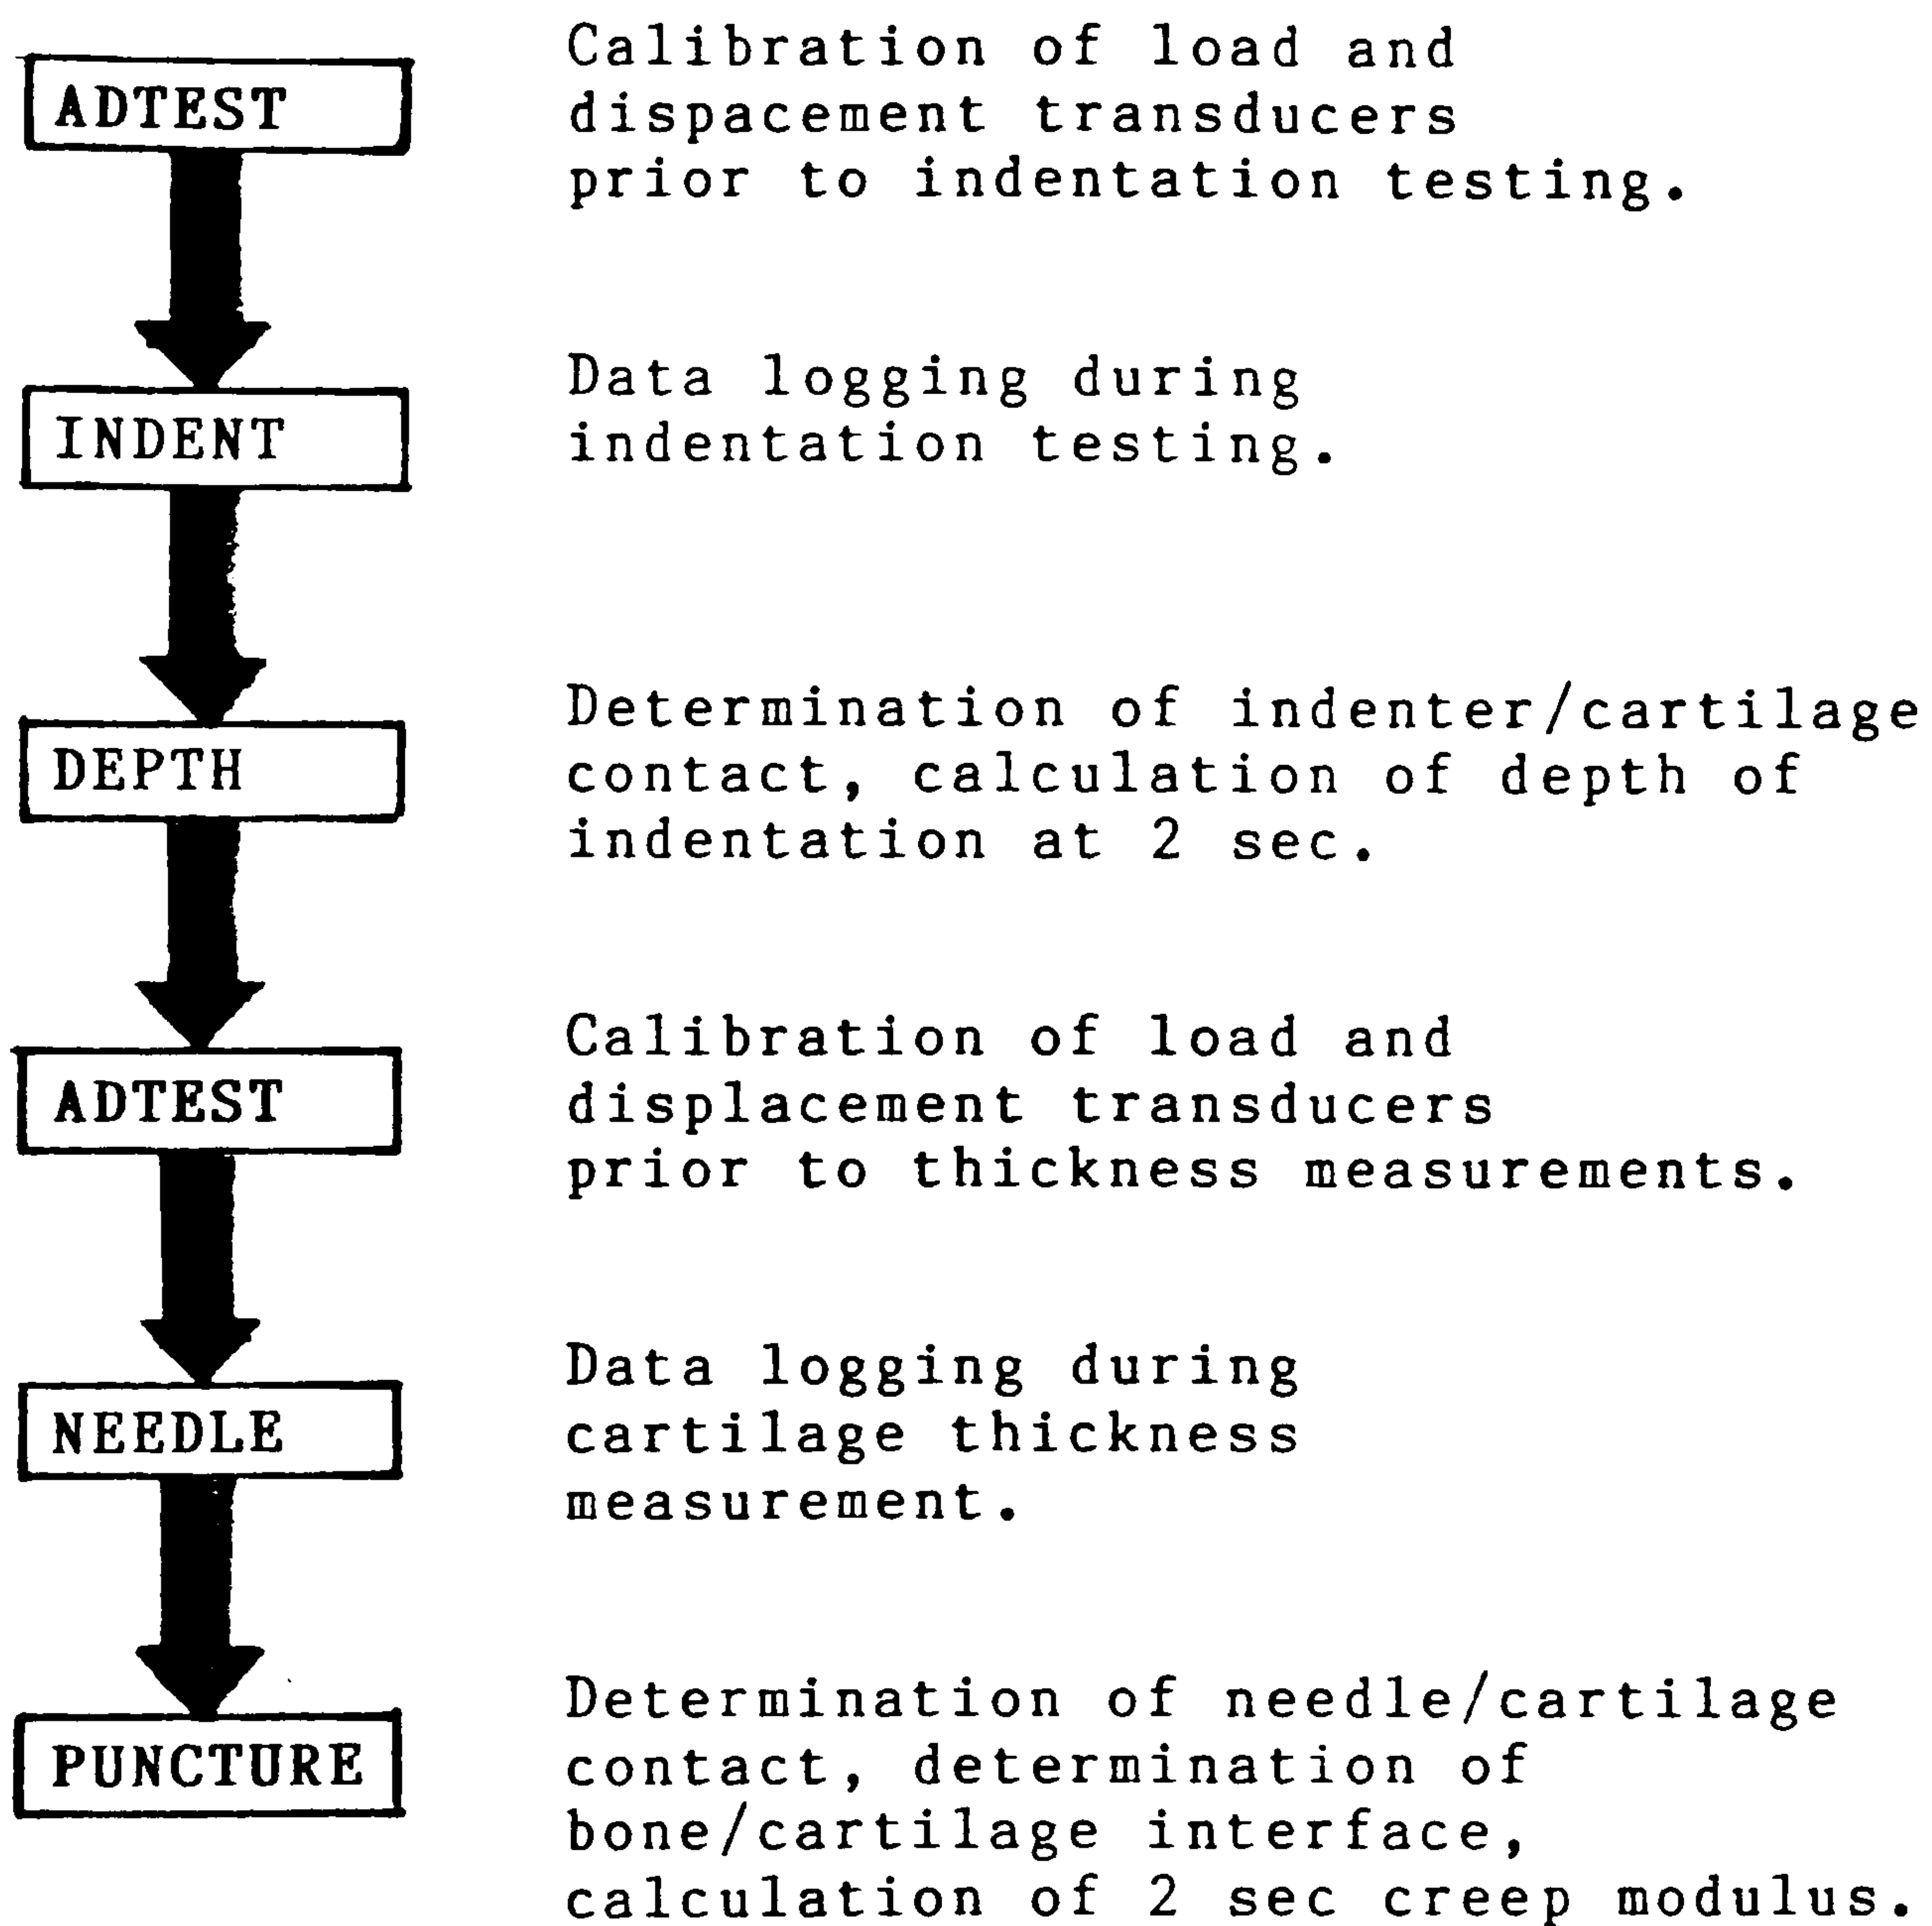 ADTEST
Calibration of load and
dispacement transducers
prior to indentation testing.
INDENT
Data logging during
indentation testing.
DEPTH
Determination of indenter/cartilage
contact, calculation of depth of
indentation at 2 sec.
ADTEST
Calibration of load and
displacement transducers
prior to thickness measurements.
NEEDLE
Data logging during
cartilage thickness
measurement.
PUNCTURE
Determination of needle/cartilage
contact, determination of
bone/cartilage interface,
calculation of 2 sec creep modulus.